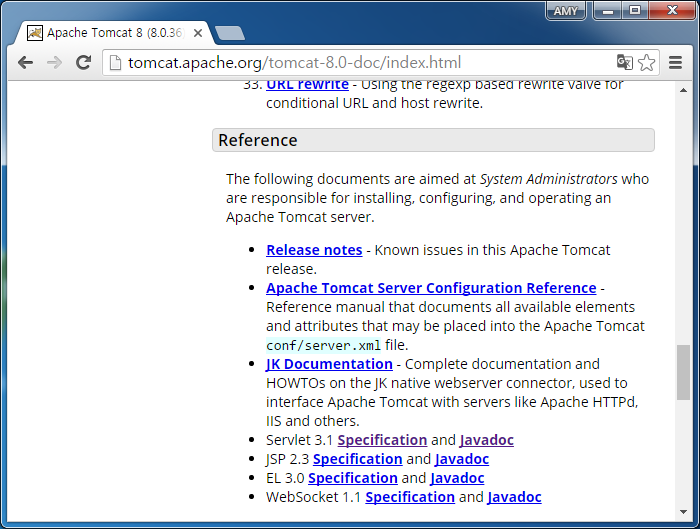 AMY
Apache Tomcat 8 (8.0.36)
tomcat.apache.org/tomcat-8.0-doc/index.html
33. URL rewrite - Using the regexp based rewrite valve for
conditional URL and host rewrite.
Reference
The following documents are aimed at System Administrators who
are responsible for installing, configuring, and operating an
Apache Tomcat server.
• Release notes - Known issues in this Apache Tomcat
release.
• Apache Tomcat Server Configuration Reference -
Reference manual that documents all available elements
and attributes that may be placed into the Apache Tomcat
conf/server.xml file.
• JK Documentation - Complete documentation and
HOWTOs on the JK native webserver connector, used to
interface Apache Tomcat with servers like Apache HTTPd,
IIS and others.
• Servlet 3.1 Specification and Javadoc
• JSP 2.3 Specification and Javadoc
• EL 3.0 Specification and Javadoc
• WebSocket 1.1 Specification and Javadoc